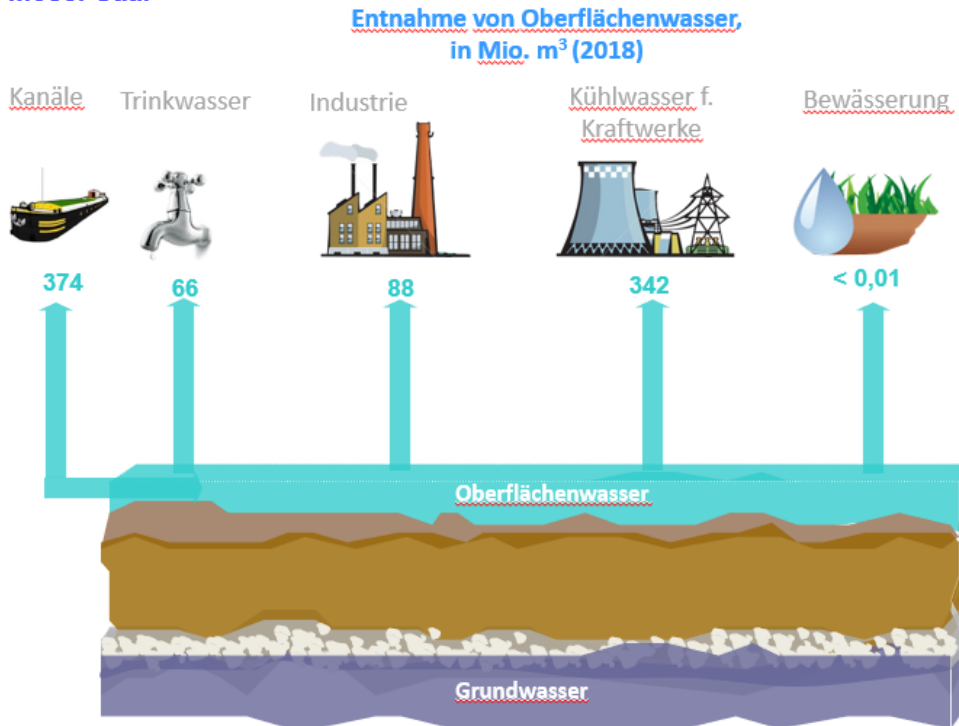 Entnahme von Oberflächenwasser,
in Mio. m³ (2018)
Kanäle
Trinkwasser
Industrie
Kühlwasser f.
Kraftwerke
Bewässerung
374
66
88
342
< 0,01
Oberflächenwasser
Grundwasser